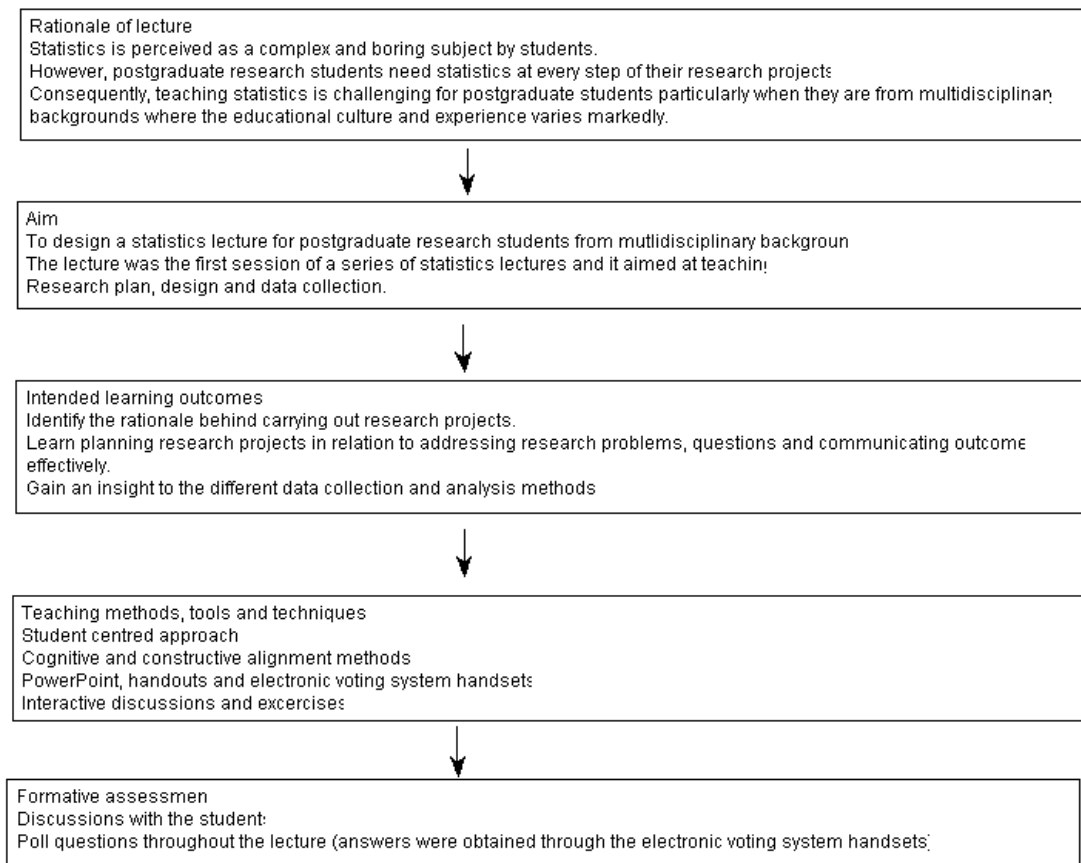 Rationale of lecture
Statistics is perceived as a complex and boring subject by students.
However, postgraduate research students need statistics at every step of their research projects
Consequently, teaching statistics is challenging for postgraduate students particularly when they are from multidisciplinary
backgrounds where the educational culture and experience varies markedly.
Aim
To design a statistics lecture for postgraduate research students from mutlidisciplinary backgroun
The lecture was the first session of a series of statistics lectures and it aimed at teaching
Research plan, design and data collection.
Intended learning outcomes
Identify the rationale behind carrying out research projects.
Learn planning research projects in relation to addressing research problems, questions and communicating outcome
effectively.
Gain an insight to the different data collection and analysis methods
Teaching methods, tools and techniques
Student centred approach
Cognitive and constructive alignment methods
PowerPoint, handouts and electronic voting system handsets
Interactive discussions and excercises
Formative assessmen
Discussions with the students
Poll questions throughout the lecture (answers were obtained through the electronic voting system handsets)